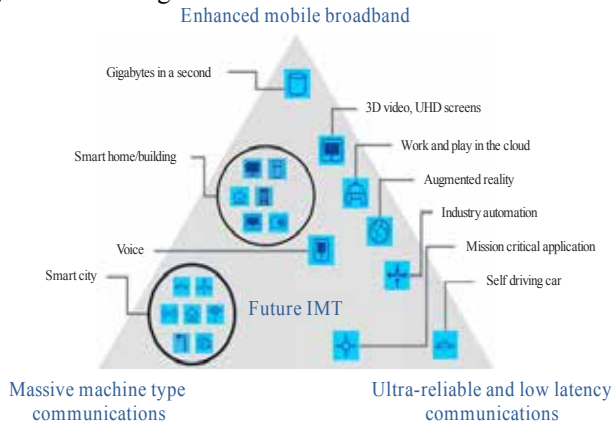 Enhanced mobile broadband
Gigabytes in a second
3D video, UHD screens
Smart home/building
Work and play in the cloud
Augmented reality
Industry automation
Voice
Mission critical application
Smart city
Self driving car
Future IMT
Massive machine type
communications
Ultra-reliable and low latency
communications